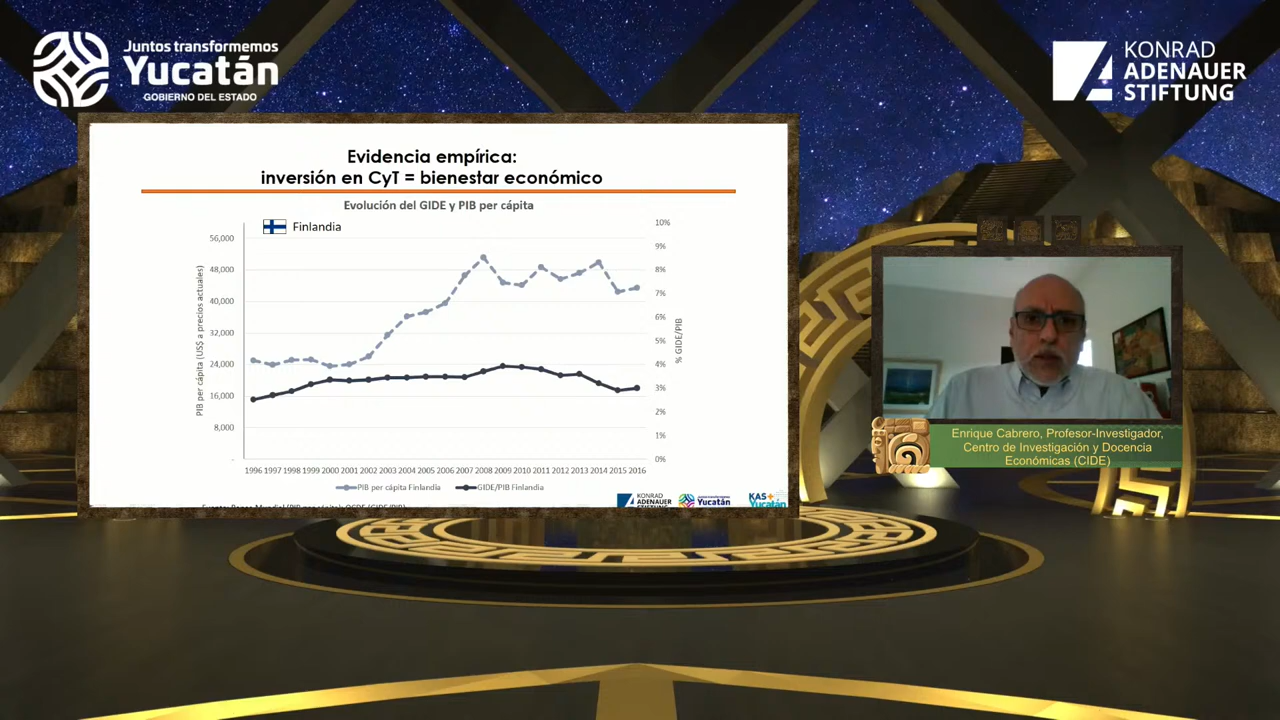 Juntos transformemos
Yucatán
GOBIERNO DEL ESTADO
KONRAD
ADENAUER
STIFTUNG
Evidencia empírica:
inversión en CyT = bienestar económico
Evolución del GIDE y PIB per cápita
Finlandia
PIB per cápita (US$ a precios actuales)
56,000
48,000
40,000
32,000
24,000
16,000
8,000
-
10%
9%
8%
7%
6%
5%
4%
3%
2%
1%
0%
% GIDE/PIB
1996 1997 1998 1999 2000 2001 2002 2003 2004 2005 2006 2007 2008 2009 2010 2011 2012 2013 2014 2015 2016
PIB per cápita Finlandia
GIDE/PIB Finlandia
KONRAD
ADENAUER
STIFTUNG
Juntos transformemos
Yucatán
KAS+
Yucatán
Enrique Cabrero, Profesor-Investigador,
Centro de Investigación y Docencia
Económicas (CIDE)